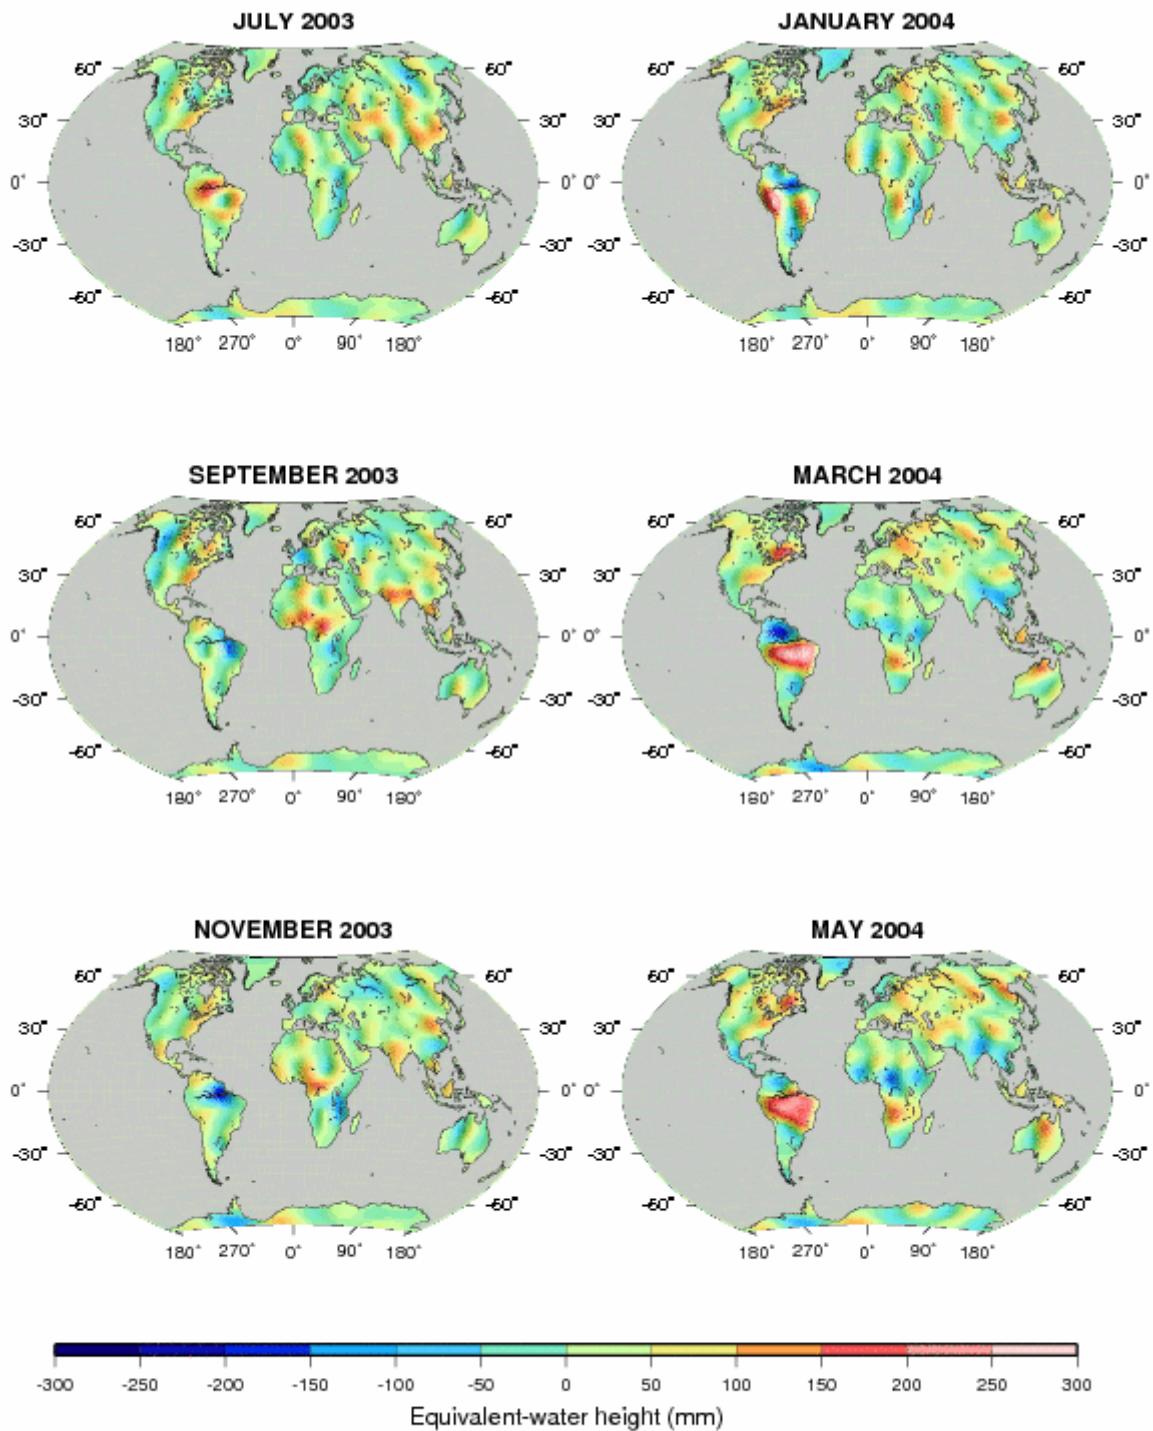 JULY 2003
JANUARY 2004
60° 60° 60° 60°
30° 30° 30° 30°
0° 0° 0° 0°
-30° -30° -30° -30°
-60° -60° -60° -60°
180° 270° 0° 90° 180° 180° 270° 0° 90° 180°
SEPTEMBER 2003
MARCH 2004
60° 60° 60° 60°
30° 30° 30° 30°
0° 0° 0° 0°
-30° -30° -30° -30°
-60° -60° -60° -60°
180° 270° 0° 90° 180° 180° 270° 0° 90° 180°
NOVEMBER 2003
MAY 2004
60° 60° 60° 60°
30° 30° 30° 30°
0° 0° 0° 0°
-30° -30° -30° -30°
-60° -60° -60° -60°
180° 270° 0° 90° 180° 180° 270° 0° 90° 180°
-300 -250 -200 -150 -100 -50 0 50 100 150 200 250 300
Equivalent-water height (mm)